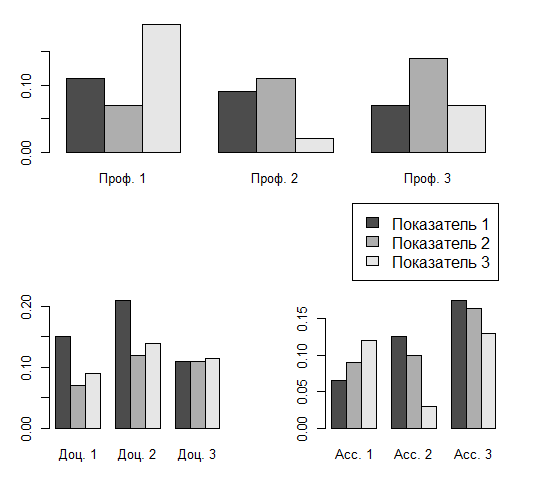 0.10
0.00
Проф. 1 Проф. 2 Проф. 3
Показатель 1
Показатель 2
Показатель 3
0.20
0.10
0.00
Доц. 1 Доц. 2 Доц. 3
0.15
0.10
0.05
0.00
Асс. 1 Асс. 2 Асс. 3